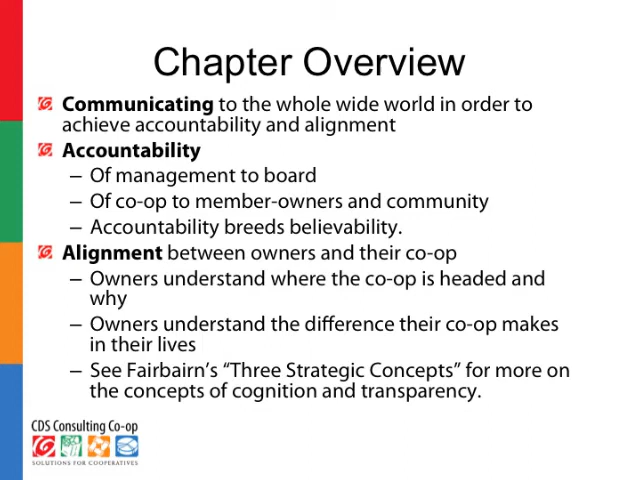 Chapter Overview
Communicating to the whole wide world in order to
achieve accountability and alignment
Accountability
– Of management to board
– Of co-op to member-owners and community
– Accountability breeds believability.
Alignment between owners and their co-op
– Owners understand where the co-op is headed and
why
– Owners understand the difference their co-op makes
in their lives
– See Fairbairn's “Three Strategic Concepts” for more on
the concepts of cognition and transparency.
CDS Consulting Co-op
SOLUTIONS FOR COOPERATIVES